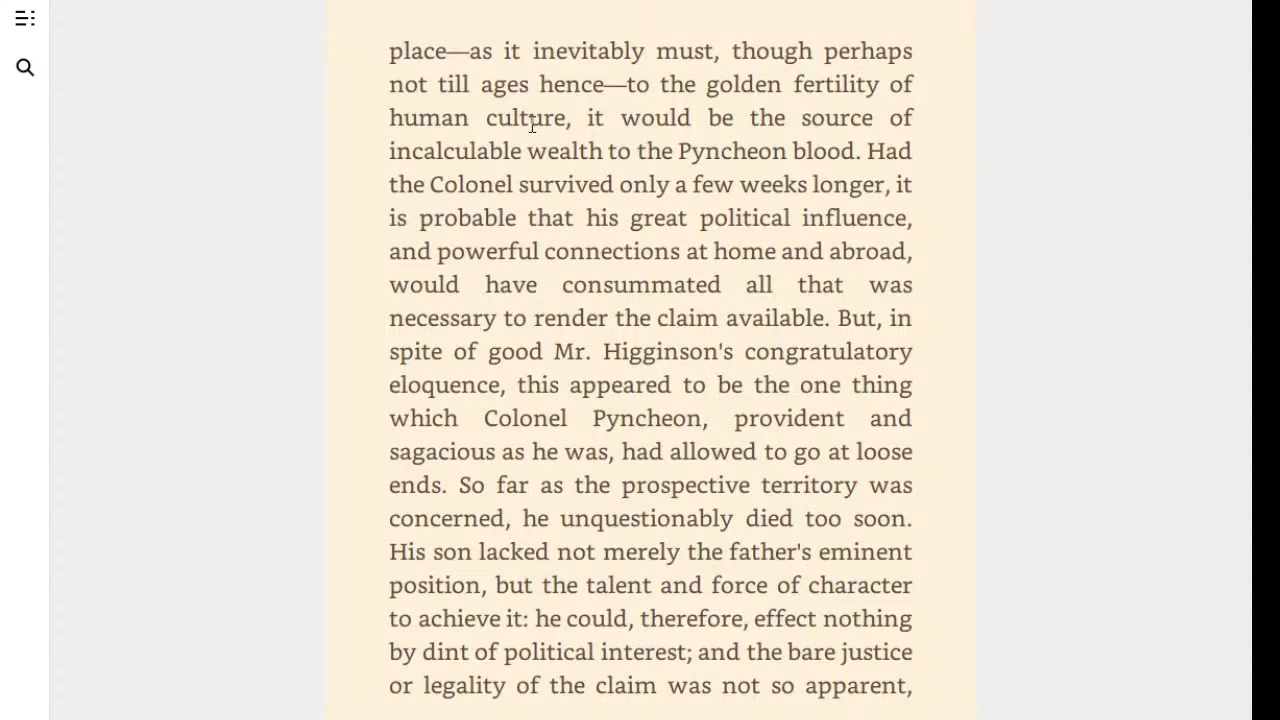 place—as it inevitably must, though perhaps
not till ages hence—to the golden fertility of
human culture, it would be the source of
incalculable wealth to the Pyncheon blood. Had
the Colonel survived only a few weeks longer, it
is probable that his great political influence,
and powerful connections at home and abroad,
would have consummated all that was
necessary to render the claim available. But, in
spite of good Mr. Higginson's congratulatory
eloquence, this appeared to be the one thing
which Colonel Pyncheon, provident and
sagacious as he was, had allowed to go at loose
ends. So far as the prospective territory was
concerned, he unquestionably died too soon.
His son lacked not merely the father's eminent
position, but the talent and force of character
to achieve it: he could, therefore, effect nothing
by dint of political interest; and the bare justice
or legality of the claim was not so apparent,